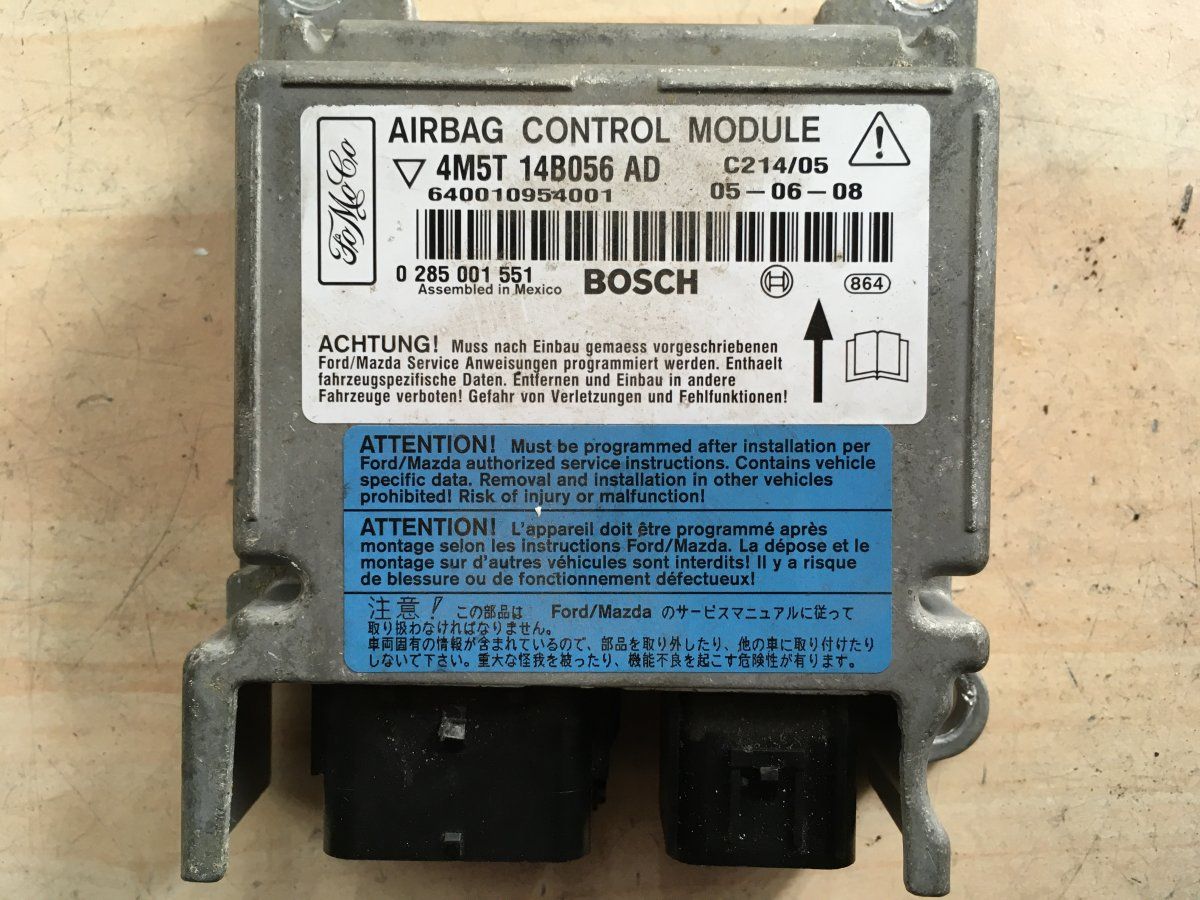 FoMoCo
AIRBAG CONTROL MODULE
4M5T 14B056 AD
C214/05
640010954001
05-06-08
0 285 001 551
Assembled in Mexico
BOSCH
864
ACHTUNG! Muss nach Einbau gemaess vorgeschriebenen
Ford/Mazda Service Anweisungen programmiert werden. Enthaelt
fahrzeugspezifische Daten. Entfernen und Einbau in andere
Fahrzeuge verboten! Gefahr von Verletzungen und Fehlfunktionen!
ATTENTION! Must be programmed after installation per
Ford/Mazda authorized service instructions. Contains vehicle
specific data. Removal and installation in other vehicles
prohibited! Risk of injury or malfunction!
ATTENTION! L'appareil doit être programmé après
montage selon les instructions Ford/Mazda. La dépose et le
montage sur d'autres véhicules sont interdits! Il y a risque
de blessure ou de fonctionnement défectueux!
注意! この部品は Ford/Mazda のサービスマニュアルに従って
取り扱わなければなりません。
車両固有の情報が含まれているので、部品を取り外したり、他の車に取り付けたり
しないで下さい。重大な怪我を被ったり、機能不良を起こす危険性が有ります。